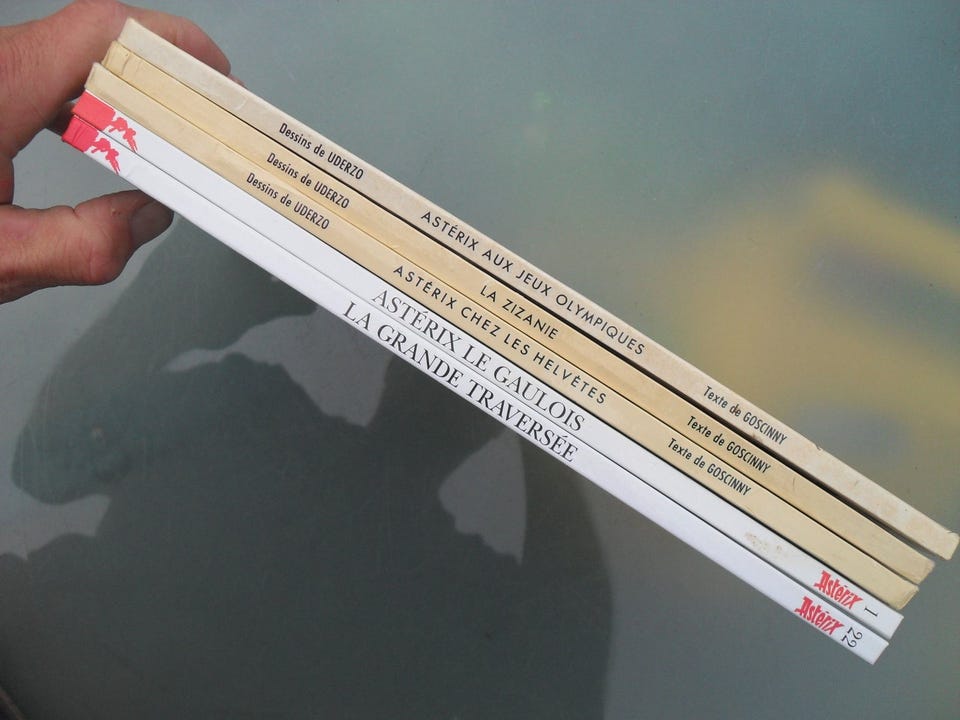 Dessins de UDERZO ASTÉRIX AUX JEUX OLYMPIQUES Texte de GOSCINNY
Dessins de UDERZO LA ZIZANIE Texte de GOSCINNY
Dessins de UDERZO ASTÉRIX CHEZ LES HELVÈTES Texte de GOSCINNY
ASTÉRIX LE GAULOIS Astérix 1
LA GRANDE TRAVERSÉE Astérix 22